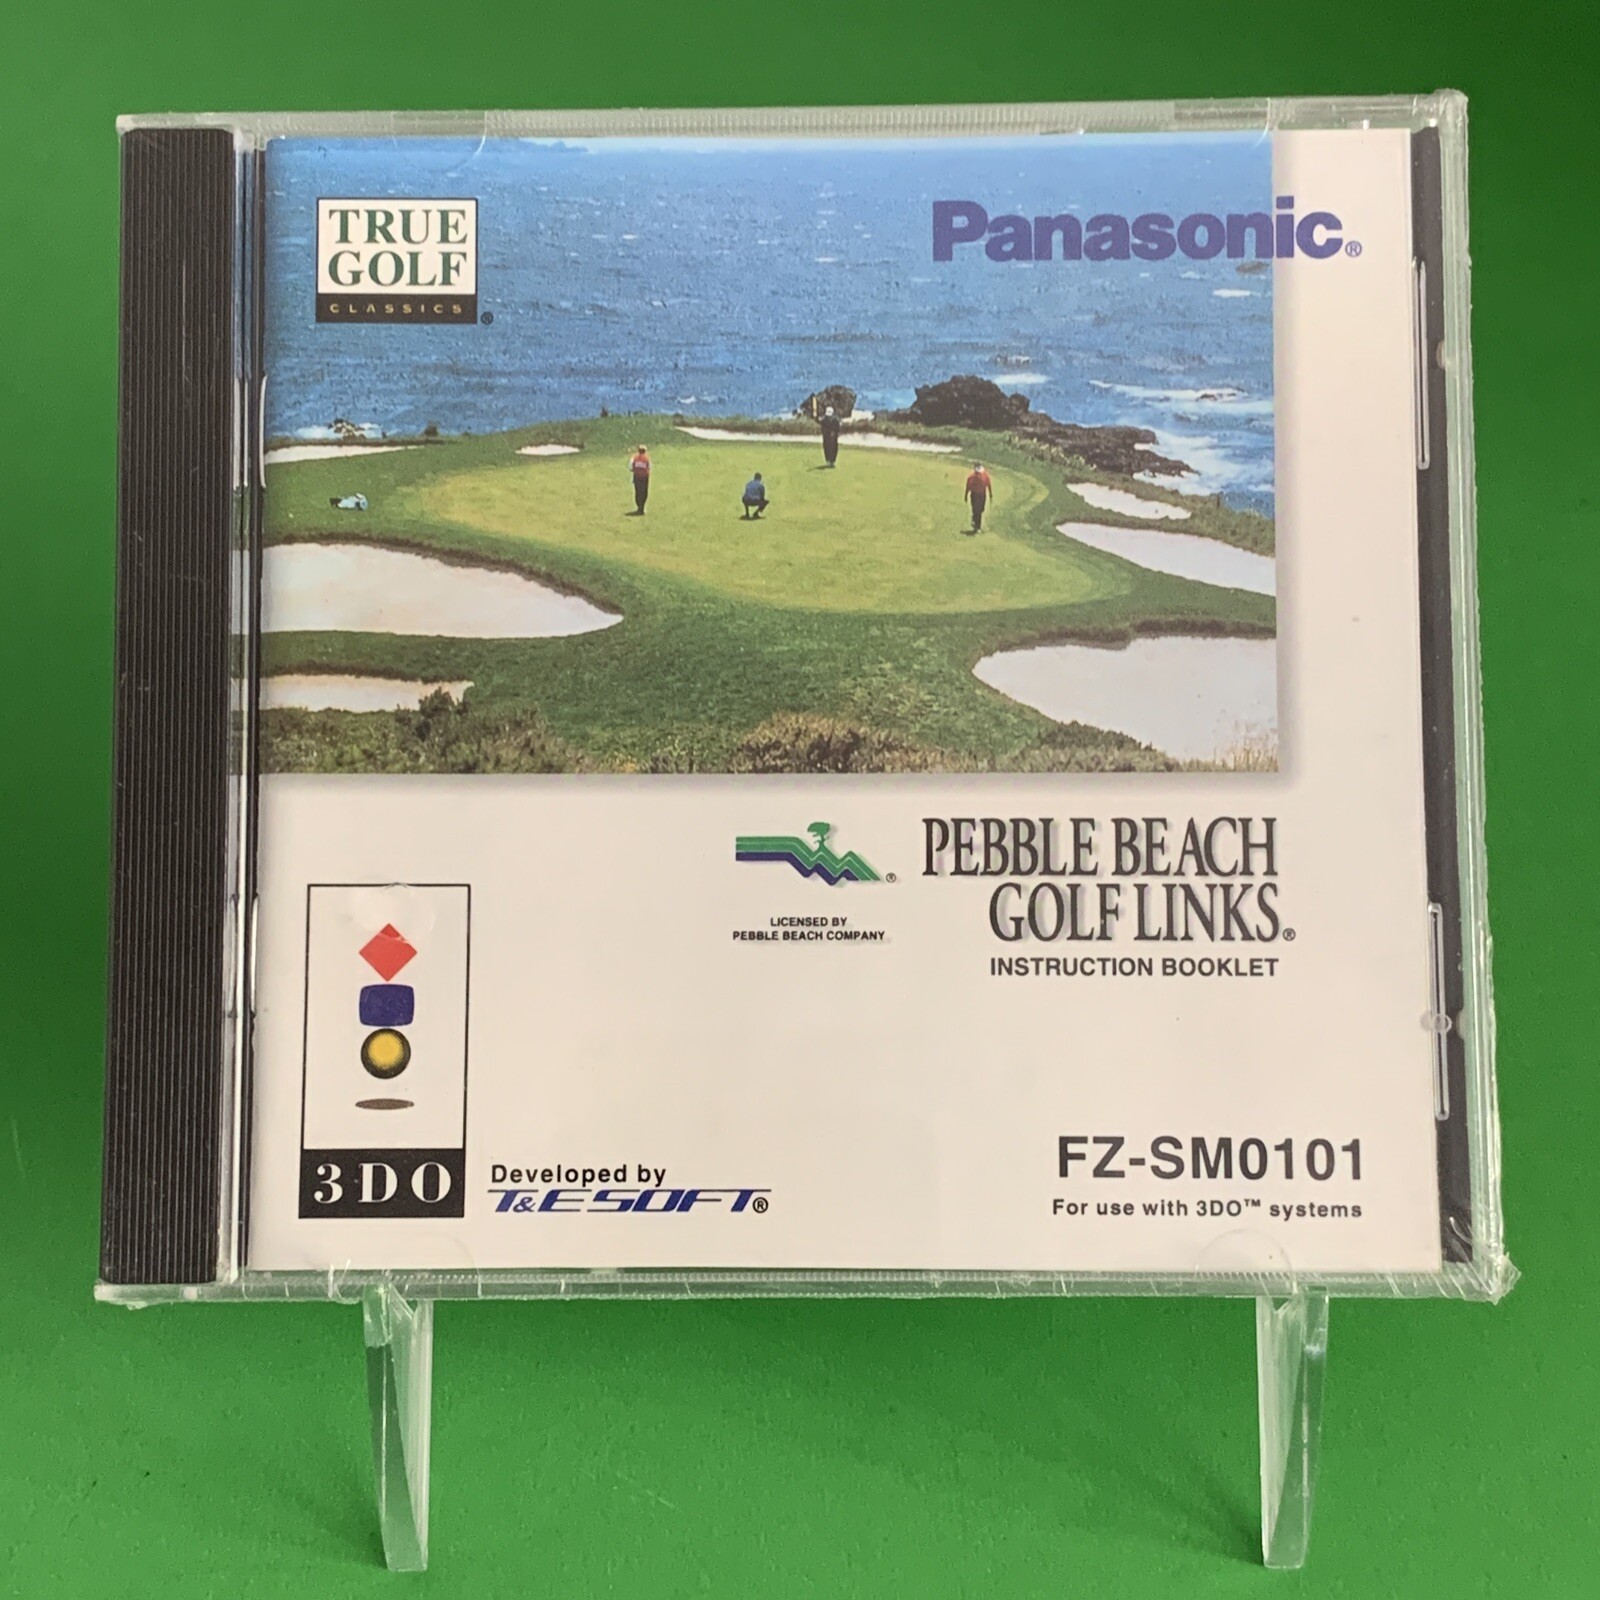 TRUE
GOLF
CLASSICS ®
Panasonic®
®
LICENSED BY
PEBBLE BEACH COMPANY
PEBBLE BEACH
GOLF LINKS®
INSTRUCTION BOOKLET
3DO
Developed by
T&E SOFT®
FZ-SM0101
For use with 3DO™ systems